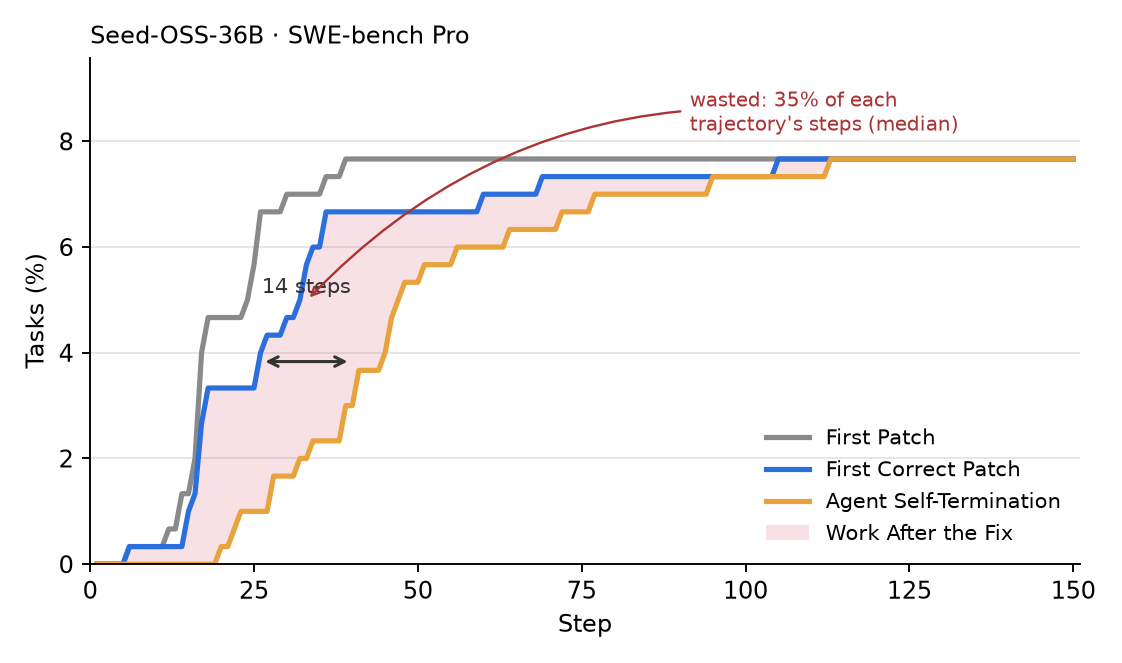 Seed-OSS-36B · SWE-bench Pro
wasted: 35% of each
trajectory's steps (median)
14 steps
Tasks (%)
8
6
4
2
0
First Patch
First Correct Patch
Agent Self-Termination
Work After the Fix
0 25 50 75 100 125 150
Step